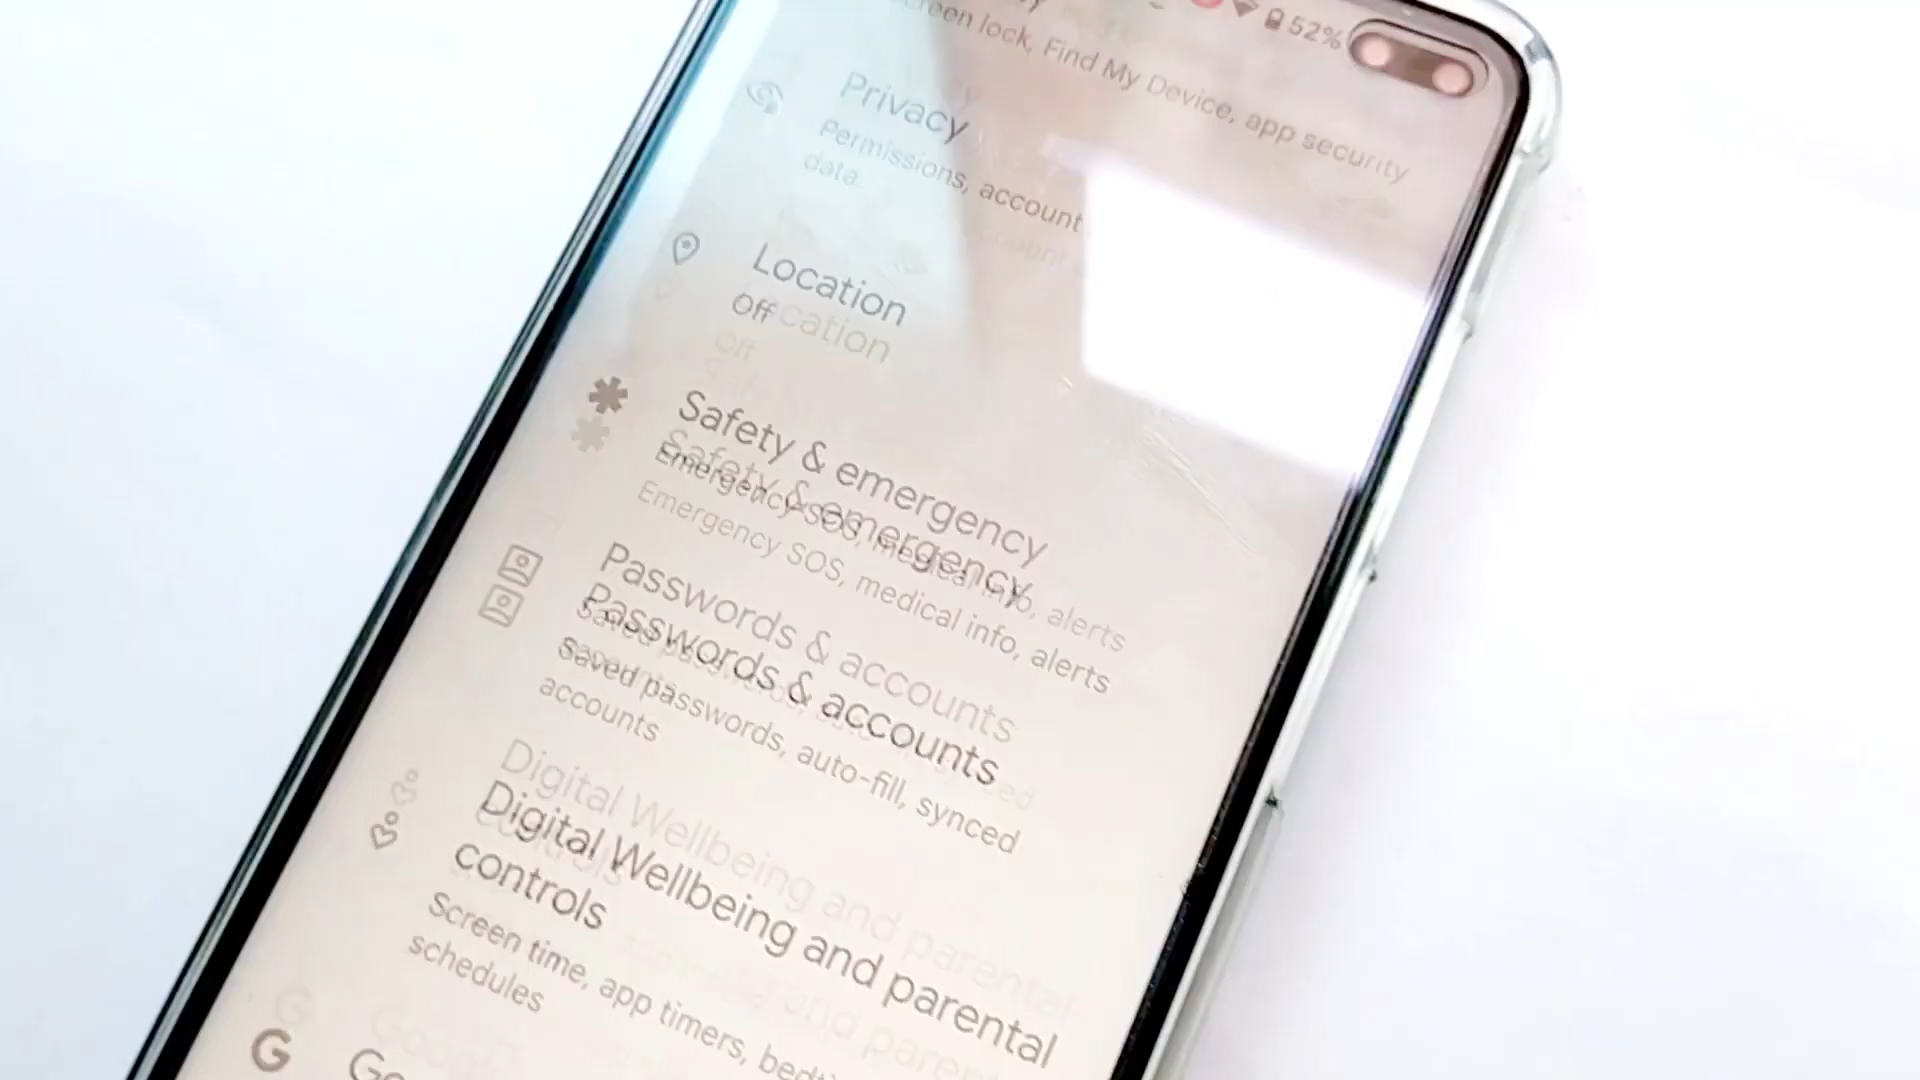 52%
screen lock, Find My Device, app security
Privacy
Permissions, account
data
Location
Off
Safety & emergency
Emergency SOS, medical info, alerts
Passwords & accounts
Saved passwords, auto-fill, synced
accounts
Digital Wellbeing and parental
controls
Screen time, app timers,
schedules
G